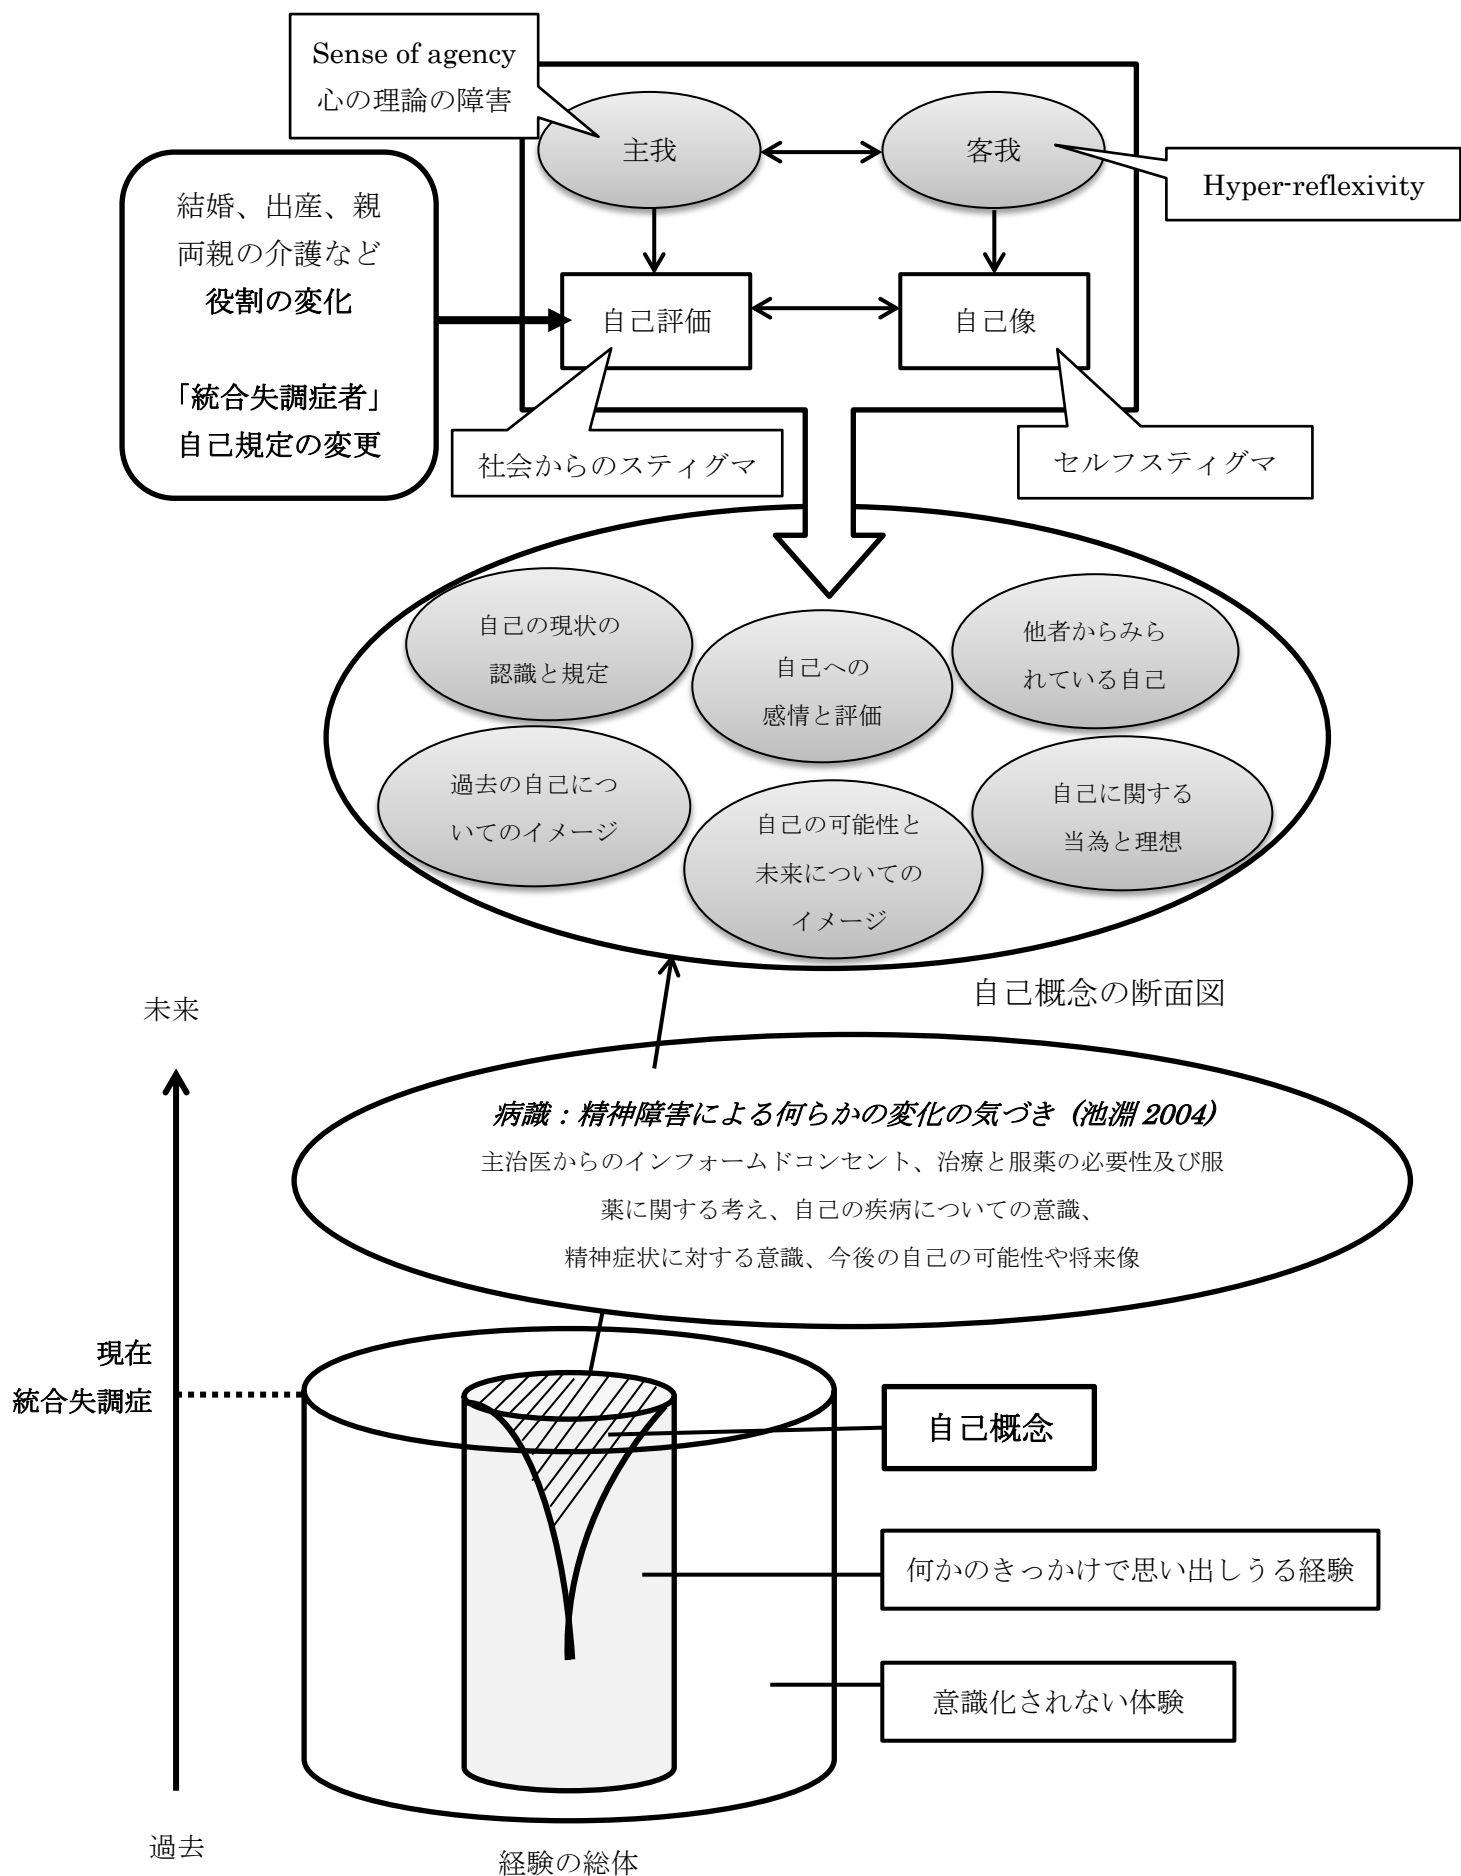 Sense of agency
心の理論の障害
主我
客我
Hyper-reflexivity
結婚、出産、親
両親の介護など
役割の変化
「統合失調症者」
自己規定の変更
自己評価
自己像
社会からのスティグマ
セルフスティグマ
自己の現状の
認識と規定
自己への
感情と評価
他者からみら
れている自己
過去の自己につ
いてのイメージ
自己の可能性と
未来についての
イメージ
自己に関する
当為と理想
自己概念の断面図
未来
病識：精神障害による何らかの変化の気づき（池淵 2004）
主治医からのインフォームドコンセント、治療と服薬の必要性及び服
薬に関する考え、自己の疾病についての意識、
精神症状に対する意識、今後の自己の可能性や将来像
現在
統合失調症
自己概念
何かのきっかけで思い出しうる経験
意識化されない体験
過去
経験の総体